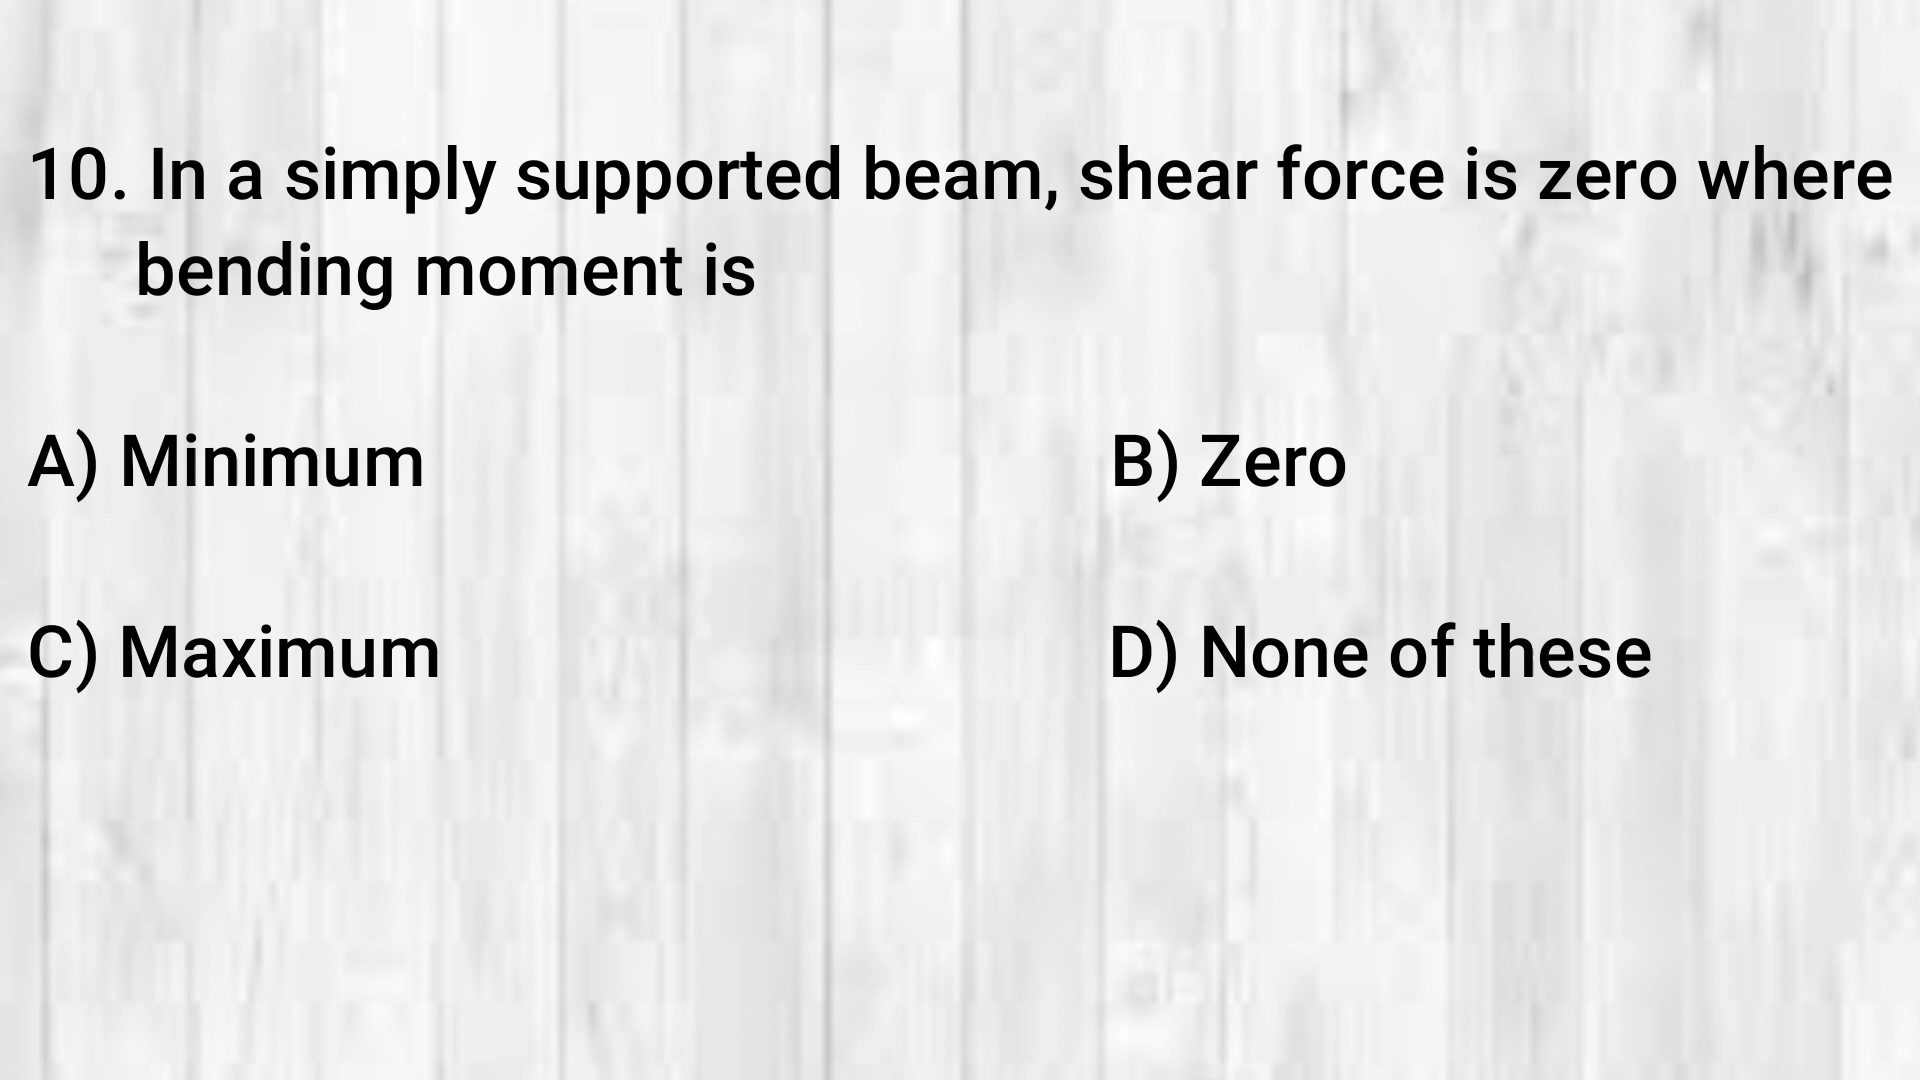 10. In a simply supported beam, shear force is zero where
bending moment is
A) Minimum
B) Zero
C) Maximum
D) None of these